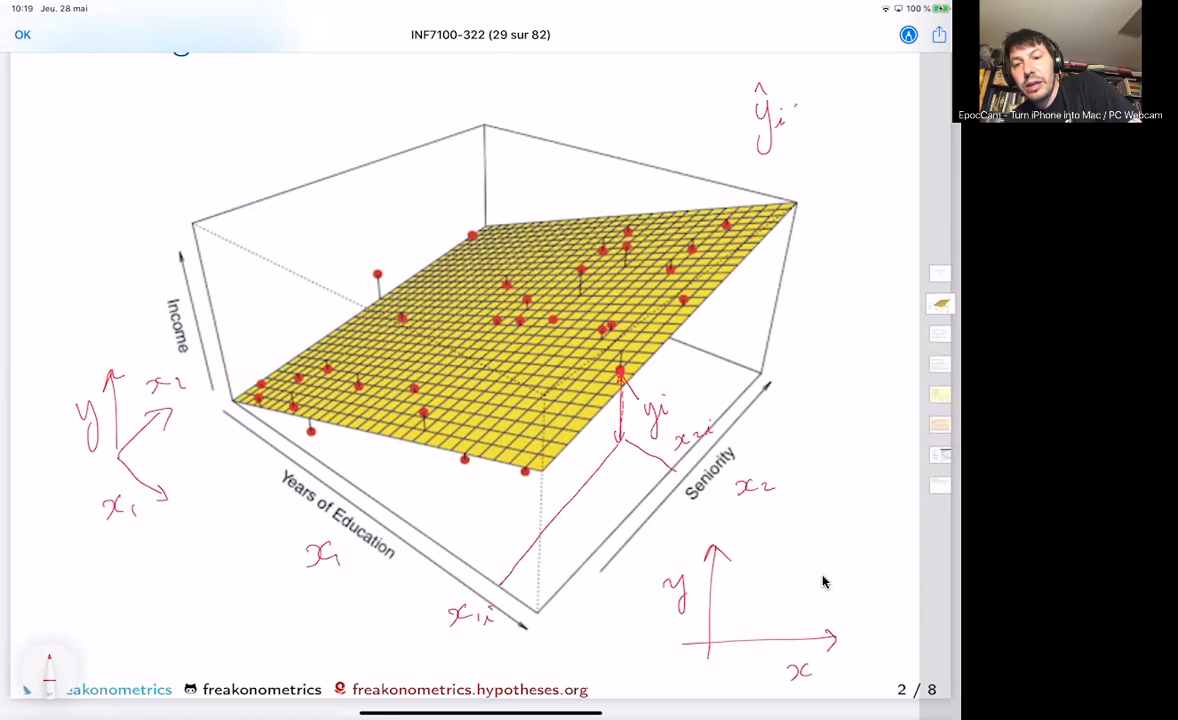 10:19 Jeu. 28 mai
100 %
OK
INF7100-322 (29 sur 82)
EpocCam - Turn iPhone into Mac / PC Webcam
ŷi
Income
y
x2
x1
yi
x2i
Seniority
x2
Years of Education
x1
x1i
y
x
akonometrics
freakonometrics
freakonometrics.hypotheses.org
2 / 8